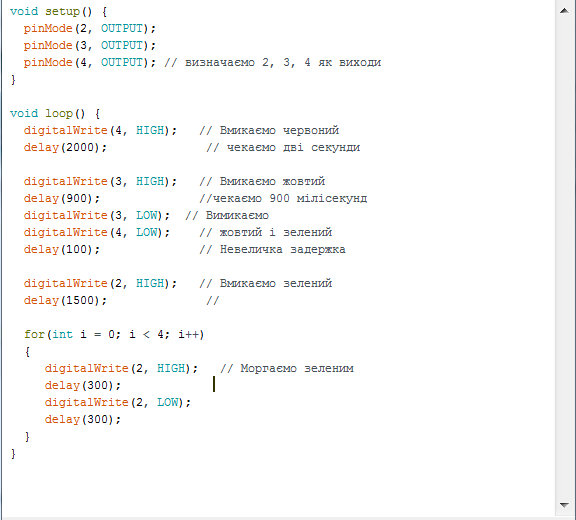 void setup() {
  pinMode(2, OUTPUT);
  pinMode(3, OUTPUT);
  pinMode(4, OUTPUT); // визначаємо 2, 3, 4 як виходи
}

void loop() {
  digitalWrite(4, HIGH);   // Вмикаємо червоний
  delay(2000);              // чекаємо дві секунди

  digitalWrite(3, HIGH);   // Вмикаємо жовтий
  delay(900);              //чекаємо 900 мілісекунд
  digitalWrite(3, LOW);  // Вимикаємо
  digitalWrite(4, LOW);    // жовтий і зелений
  delay(100);              // Невеличка задержка

  digitalWrite(2, HIGH);   // Вмикаємо зелений
  delay(1500);              //

  for(int i = 0; i < 4; i++)
  {
     digitalWrite(2, HIGH);   // Моргаємо зеленим
     delay(300);
     digitalWrite(2, LOW);
     delay(300);
  }
}